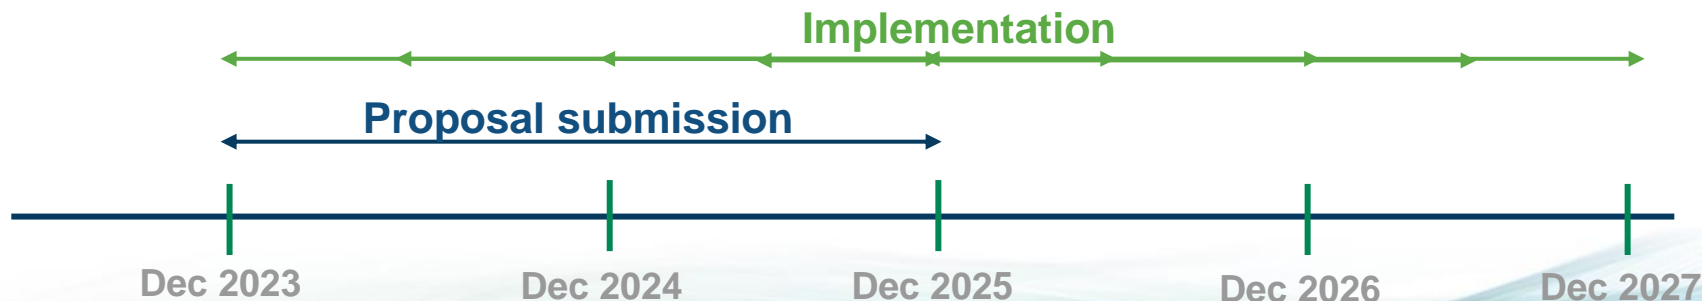 Implementation
Proposal submission
Dec 2023
Dec 2024
Dec 2025
Dec 2026
Dec 2027